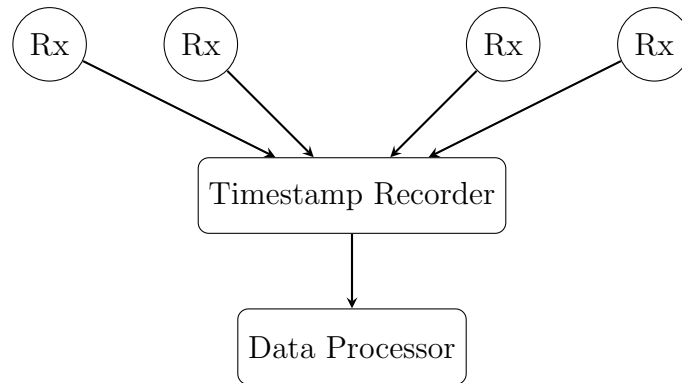 Rx Rx Rx Rx
Timestamp Recorder
Data Processor